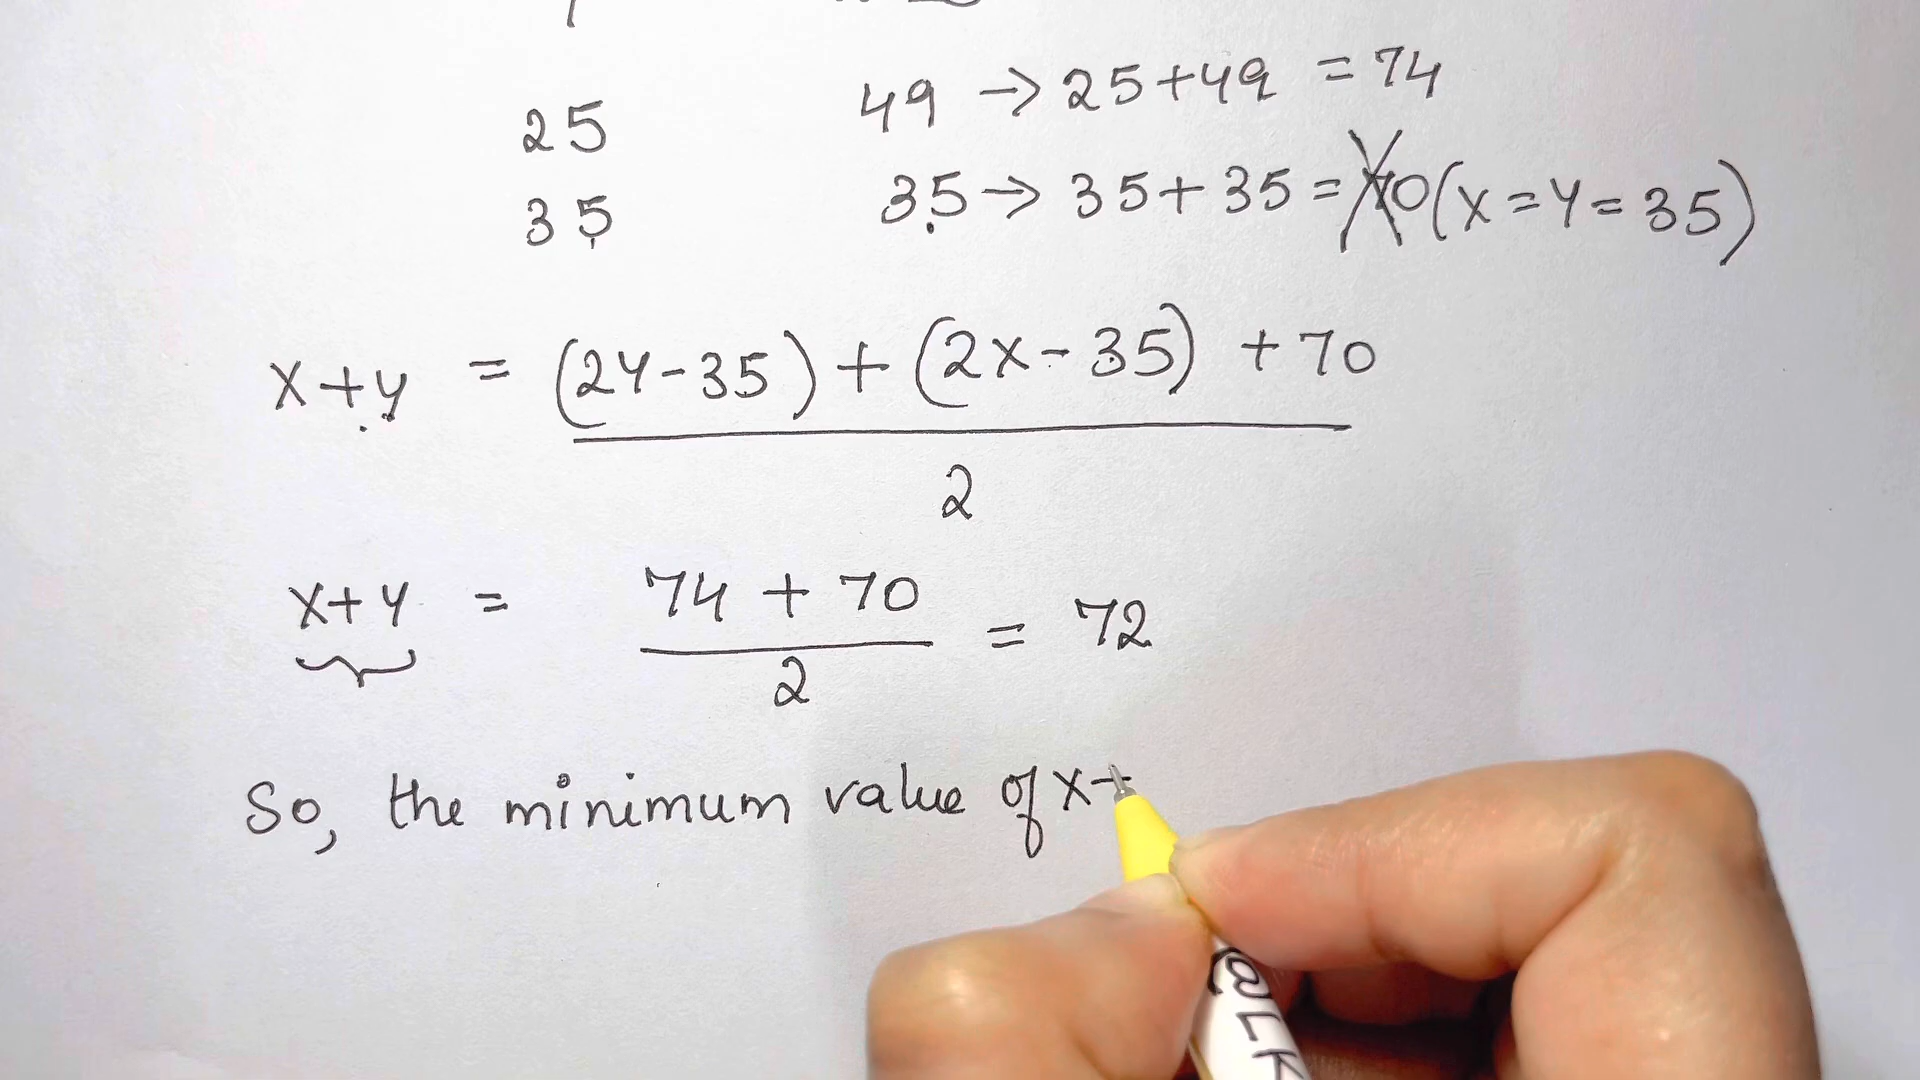 25 49 → 25+49 = 74
35 35 → 35+35 = 70 (x=y=35)
x+y = (2y-35)+(2x-35)+70
2
x+y = 74+70 = 72
2
So, the minimum value of x+
@LK